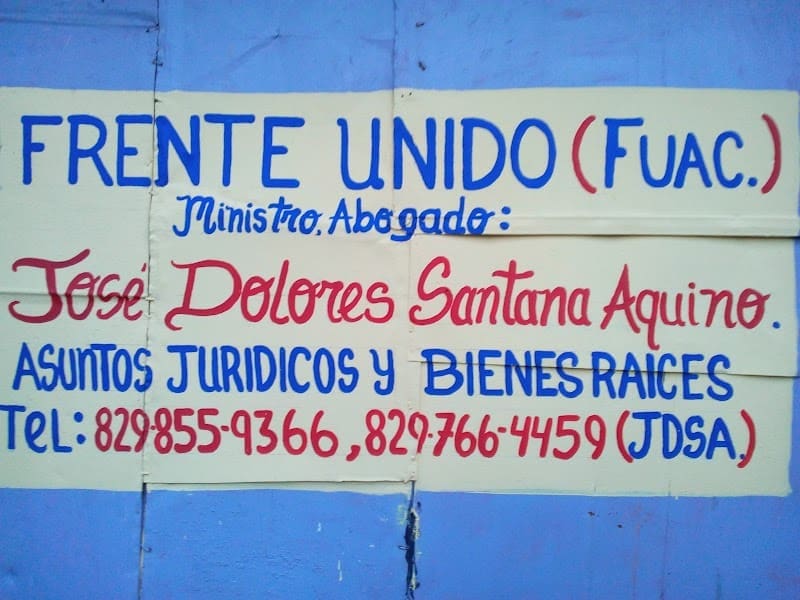 FRENTE UNIDO (FUAC.)
Ministro, Abogado:
José Dolores Santana Aquino.
ASUNTOS JURIDICOS Y BIENES RAICES
TEL: 829-855-9366, 829-766-4459 (JDSA.)